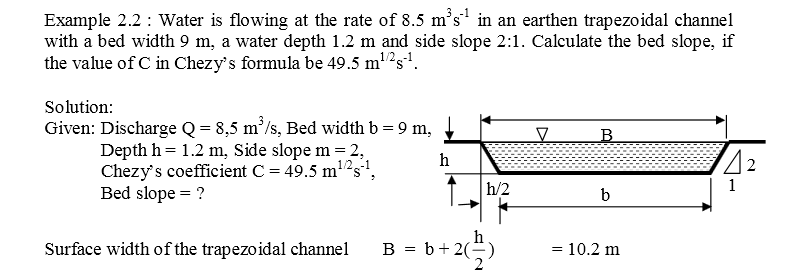 Example 2.2 : Water is flowing at the rate of 8.5 m³s⁻¹ in an earthen trapezoidal channel
with a bed width 9 m, a water depth 1.2 m and side slope 2:1. Calculate the bed slope, if
the value of C in Chezy's formula be 49.5 m¹ᐟ²s⁻¹.
Solution:
Given: Discharge Q = 8,5 m³/s, Bed width b = 9 m,
Depth h = 1.2 m, Side slope m = 2,
Chezy's coefficient C = 49.5 m¹ᐟ²s⁻¹,
Bed slope = ?
B
h
2
1
h/2
b
Surface width of the trapezoidal channel B = b + 2(h/2) = 10.2 m